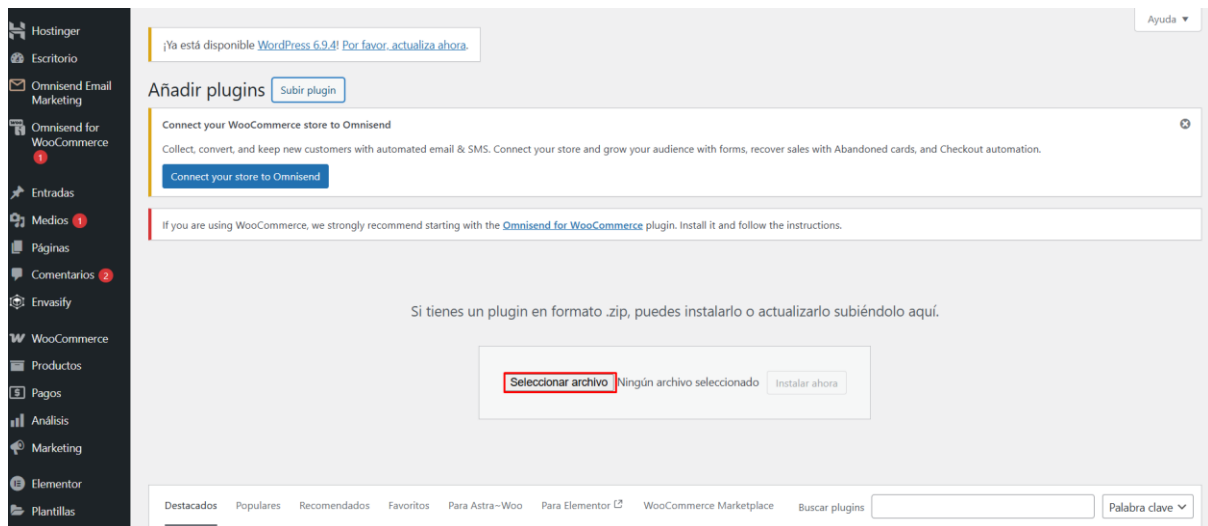 Ayuda ▼
Hostinger
Escritorio
Omnisend Email
Marketing
Omnisend for
WooCommerce
1
Entradas
Medios 1
Páginas
Comentarios 2
Envasify
WooCommerce
Productos
Pagos
Análisis
Marketing
Elementor
Plantillas
¡Ya está disponible WordPress 6.9.4! Por favor, actualiza ahora.
Añadir plugins Subir plugin
Connect your WooCommerce store to Omnisend
Collect, convert, and keep new customers with automated email & SMS. Connect your store and grow your audience with forms, recover sales with Abandoned cards, and Checkout automation.
Connect your store to Omnisend
If you are using WooCommerce, we strongly recommend starting with the Omnisend for WooCommerce plugin. Install it and follow the instructions.
Si tienes un plugin en formato .zip, puedes instalarlo o actualizarlo subiéndolo aquí.
Seleccionar archivo Ningún archivo seleccionado Instalar ahora
Destacados Populares Recomendados Favoritos Para Astra~Woo Para Elementor WooCommerce Marketplace Buscar plugins Palabra clave